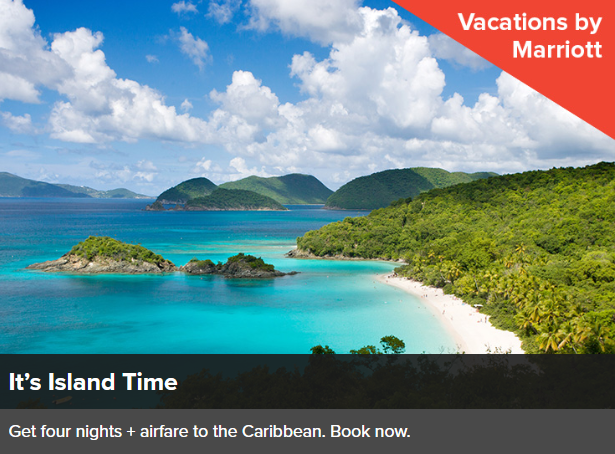 Vacations by
Marriott
It's Island Time
Get four nights + airfare to the Caribbean. Book now.